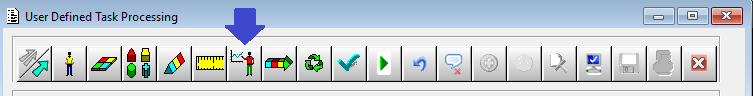 User Defined Task Processing